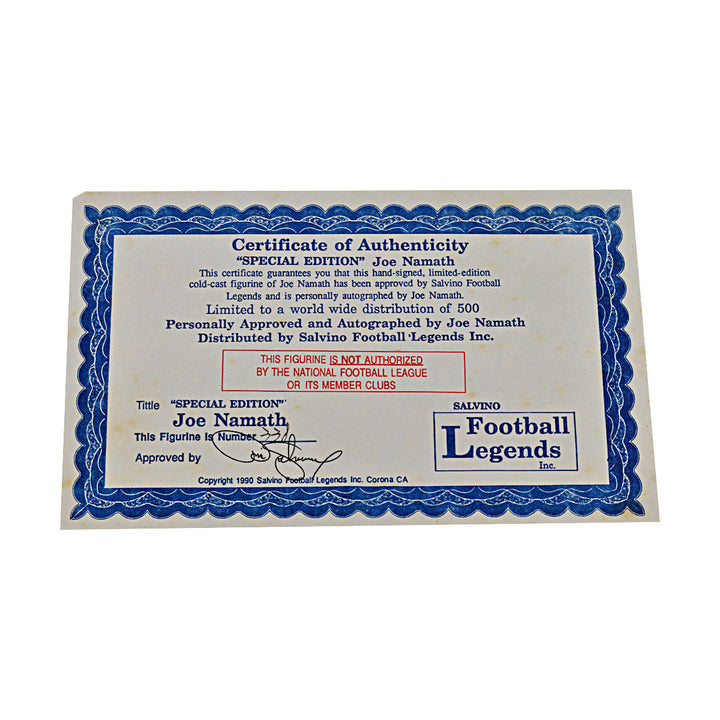 Certificate of Authenticity
"SPECIAL EDITION" Joe Namath
This certificate guarantees you that this hand-signed, limited-edition
cold-cast figurine of Joe Namath has been approved by Salvino Football
Legends and is personally autographed by Joe Namath.
Limited to a world wide distribution of 500
Personally Approved and Autographed by Joe Namath
Distributed by Salvino Football Legends Inc.
THIS FIGURINE IS NOT AUTHORIZED
BY THE NATIONAL FOOTBALL LEAGUE
OR ITS MEMBER CLUBS
Tittle "SPECIAL EDITION"
Joe Namath
This Figurine Is Number
Approved by
Copyright 1990 Salvino Football Legends Inc. Corona CA
SALVINO
Football
Legends
Inc.